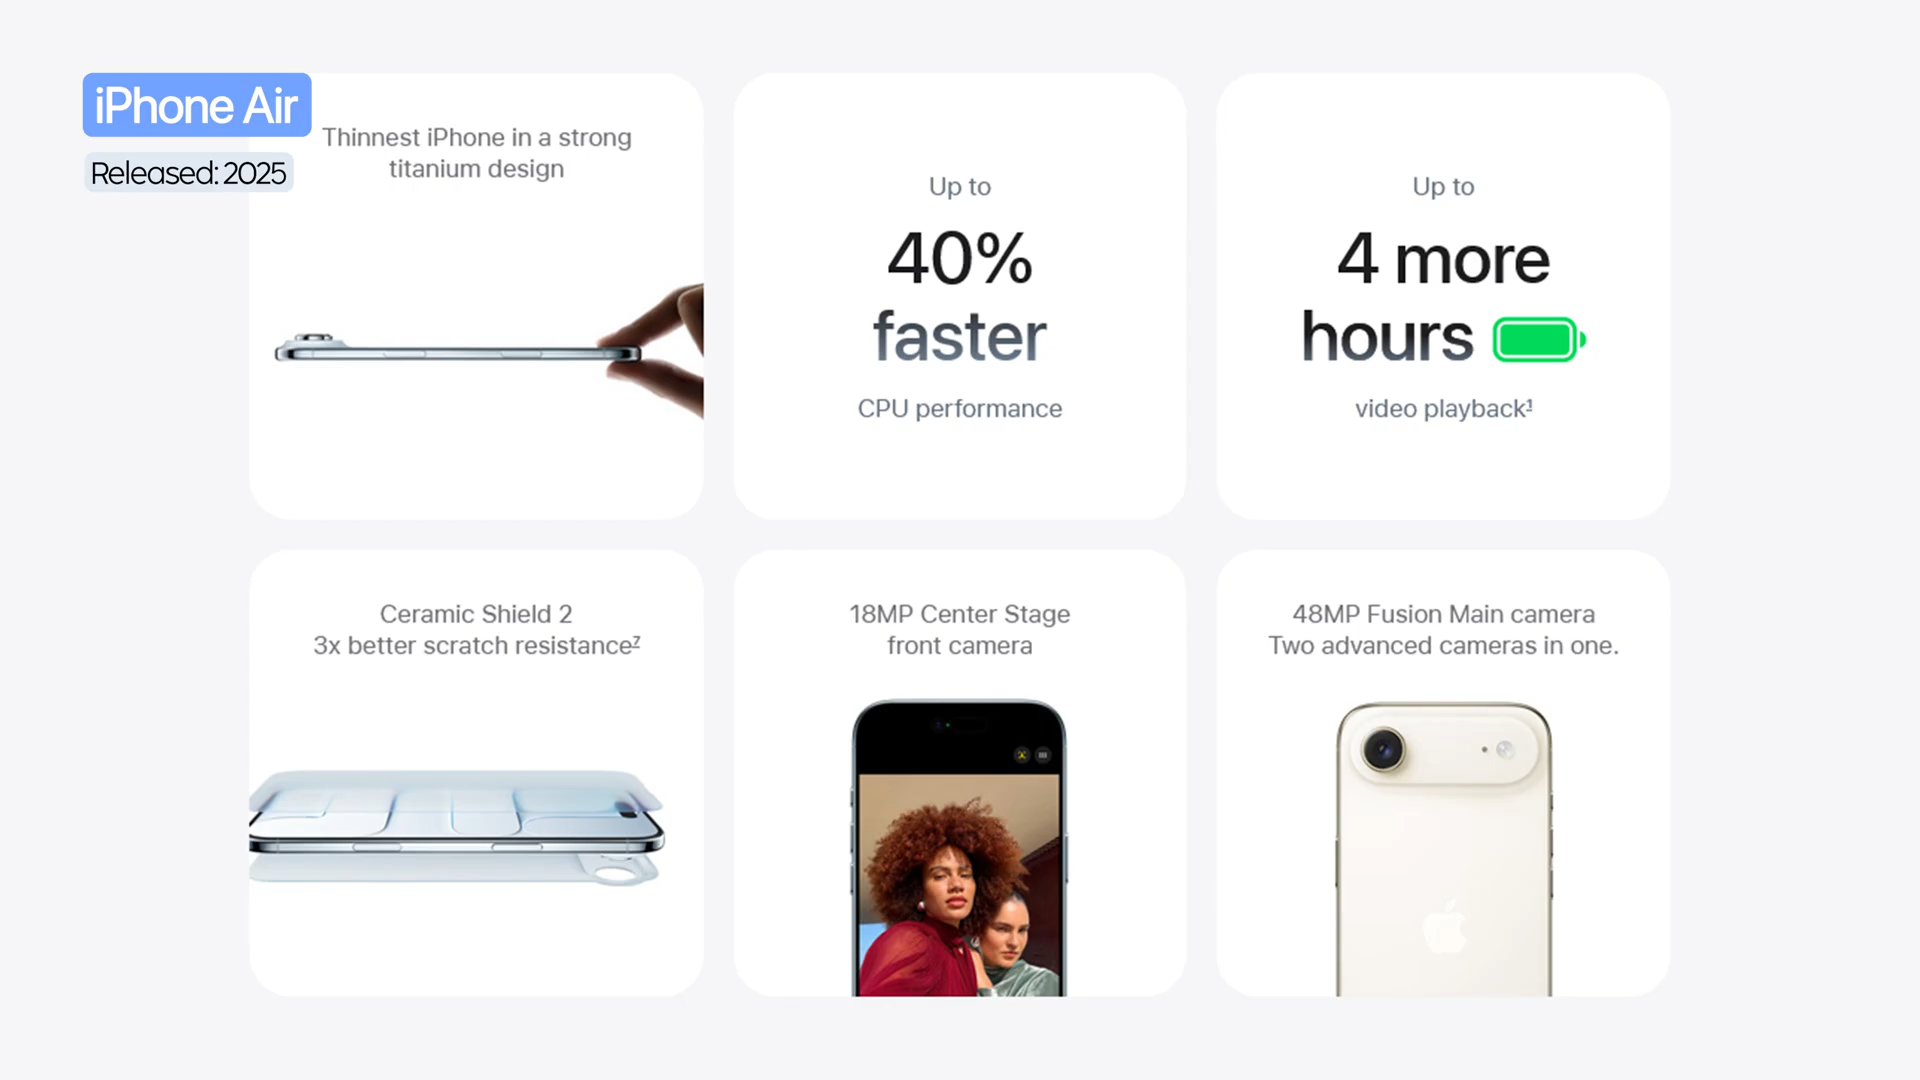 iPhone Air
Released: 2025
Thinnest iPhone in a strong
titanium design
Up to
40%
faster
CPU performance
Up to
4 more
hours
video playback¹
Ceramic Shield 2
3x better scratch resistance⁷
18MP Center Stage
front camera
48MP Fusion Main camera
Two advanced cameras in one.